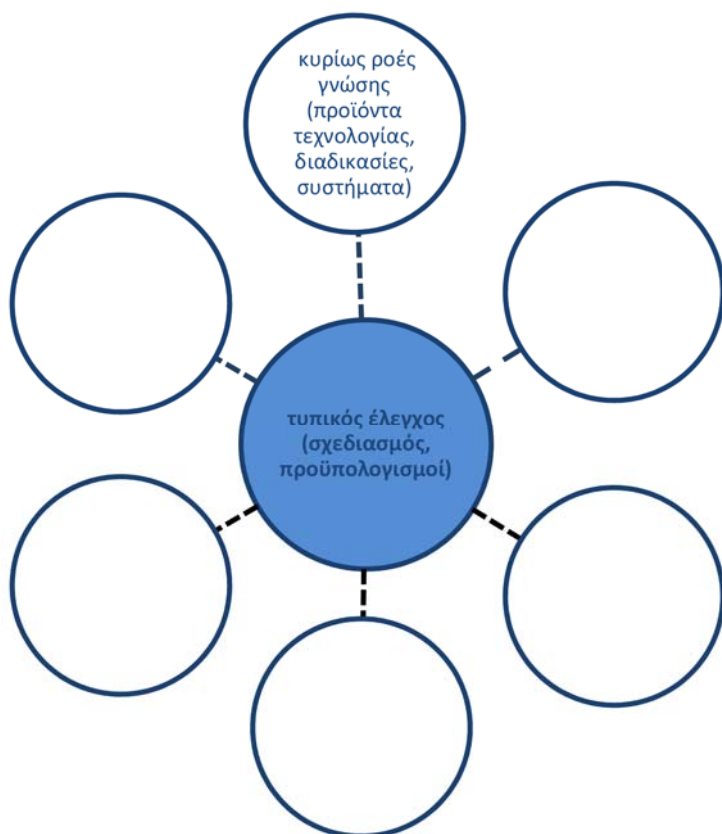 κυρίως ροές
γνώσης
(προϊόντα
τεχνολογίας,
διαδικασίες,
συστήματα)
τυπικός έλεγχος
(σχεδιασμός,
προϋπολογισμοί)